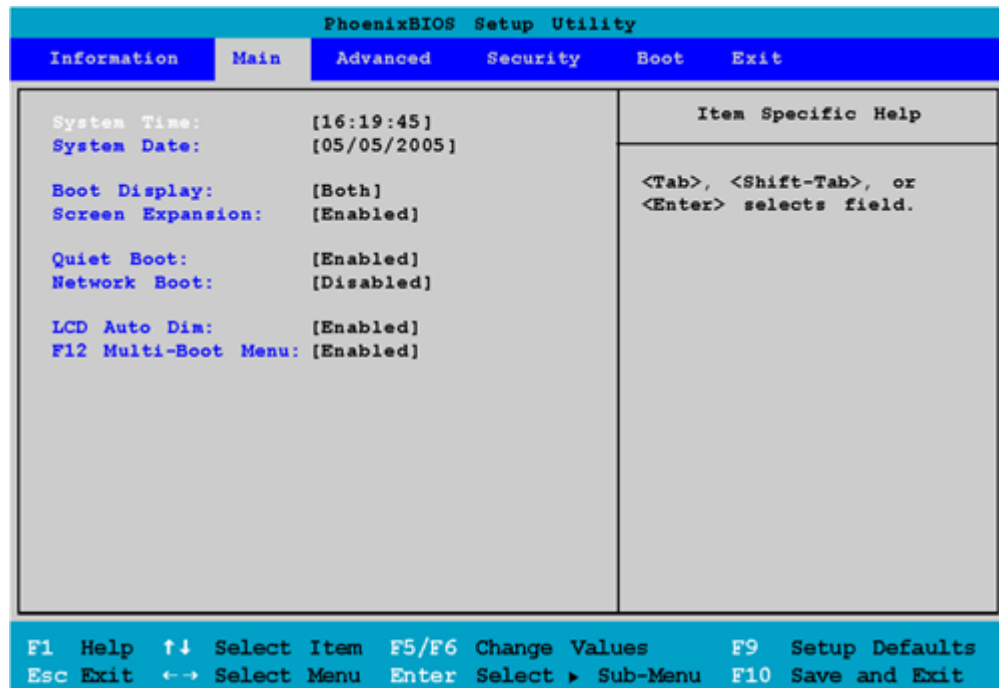 PhoenixBIOS Setup Utility
Information Main Advanced Security Boot Exit
System Time: [16:19:45]
System Date: [05/05/2005]
Boot Display: [Both]
Screen Expansion: [Enabled]
Quiet Boot: [Enabled]
Network Boot: [Disabled]
LCD Auto Dim: [Enabled]
F12 Multi-Boot Menu: [Enabled]
Item Specific Help
<Tab>, <Shift-Tab>, or
<Enter> selects field.
F1 Help ↑↓ Select Item F5/F6 Change Values F9 Setup Defaults
Esc Exit ←→ Select Menu Enter Select ▶ Sub-Menu F10 Save and Exit